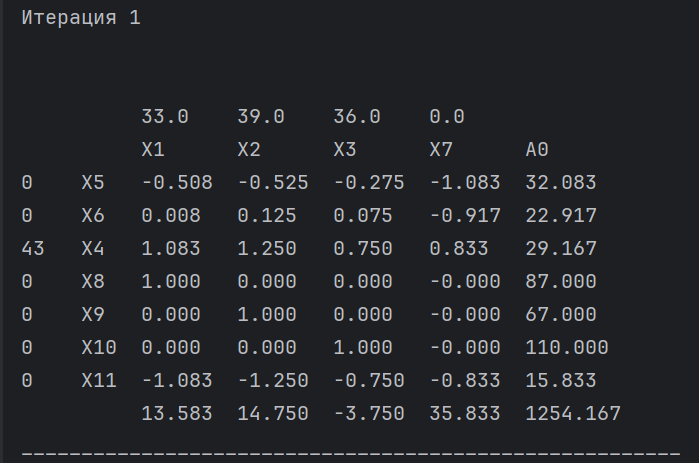 Итерация 1
33.0 39.0 36.0 0.0
X1 X2 X3 X7 A0
0 X5 -0.508 -0.525 -0.275 -1.083 32.083
0 X6 0.008 0.125 0.075 -0.917 22.917
43 X4 1.083 1.250 0.750 0.833 29.167
0 X8 1.000 0.000 0.000 -0.000 87.000
0 X9 0.000 1.000 0.000 -0.000 67.000
0 X10 0.000 0.000 1.000 -0.000 110.000
0 X11 -1.083 -1.250 -0.750 -0.833 15.833
13.583 14.750 -3.750 35.833 1254.167
_______________________________________________________